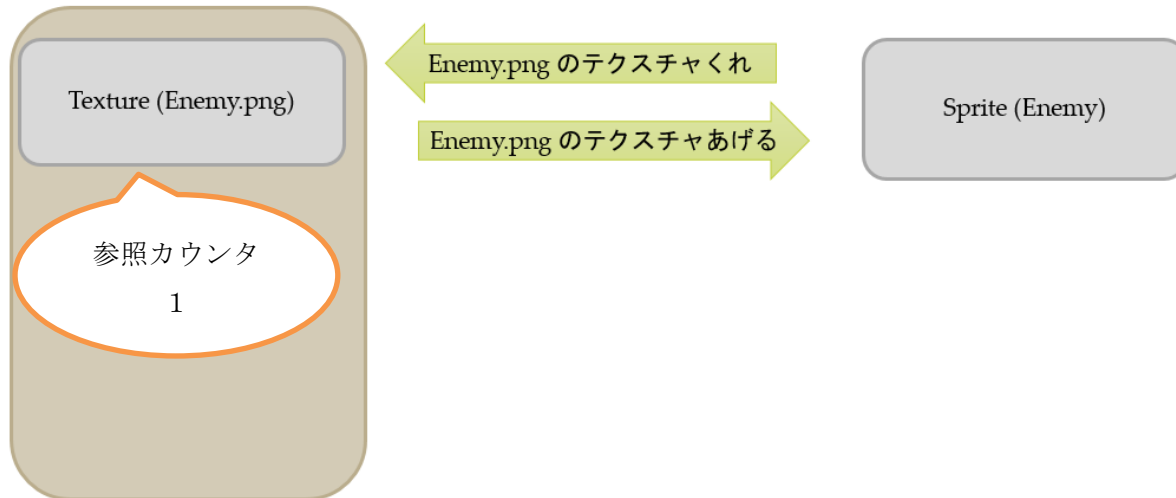 Texture (Enemy.png)
Enemy.png のテクスチャくれ
Enemy.png のテクスチャあげる
Sprite (Enemy)
参照カウンタ
１